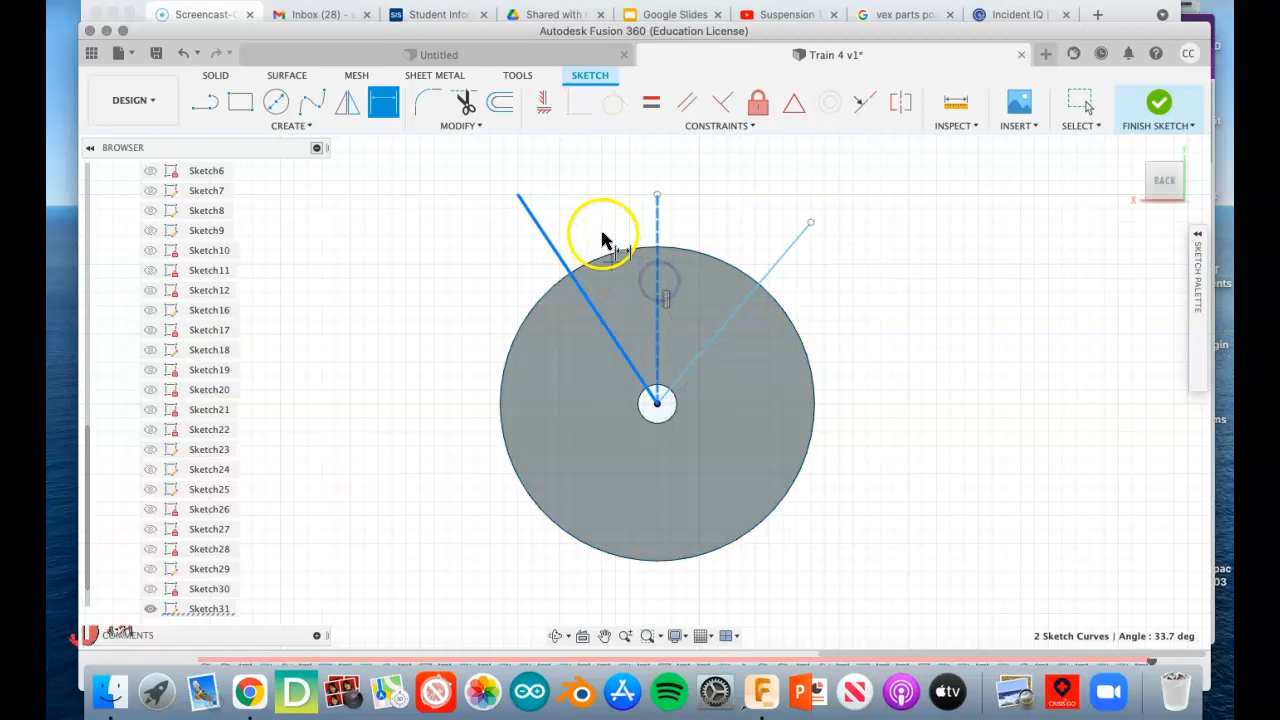 Screencast-O
Inbox (28) - s
Student Info
Shared with
Google Slides
Suspension
vex parts po
Incident IQ |
Autodesk Fusion 360 (Education License)
Untitled
Train 4 v1*
CC
SOLID SURFACE MESH SHEET METAL TOOLS SKETCH
DESIGN
CREATE MODIFY CONSTRAINTS INSPECT INSERT SELECT FINISH SKETCH
BROWSER
BACK
X
SKETCH PALETTE
Sketch6
Sketch7
Sketch8
Sketch9
Sketch10
Sketch11
Sketch12
Sketch16
Sketch17
Sketch18
Sketch19
Sketch20
Sketch21
Sketch22
Sketch23
Sketch24
Sketch25
Sketch26
Sketch27
Sketch28
Sketch29
Sketch30
Sketch31
COMMENTS
2 Sketch Curves | Angle : 33.7 deg
tv